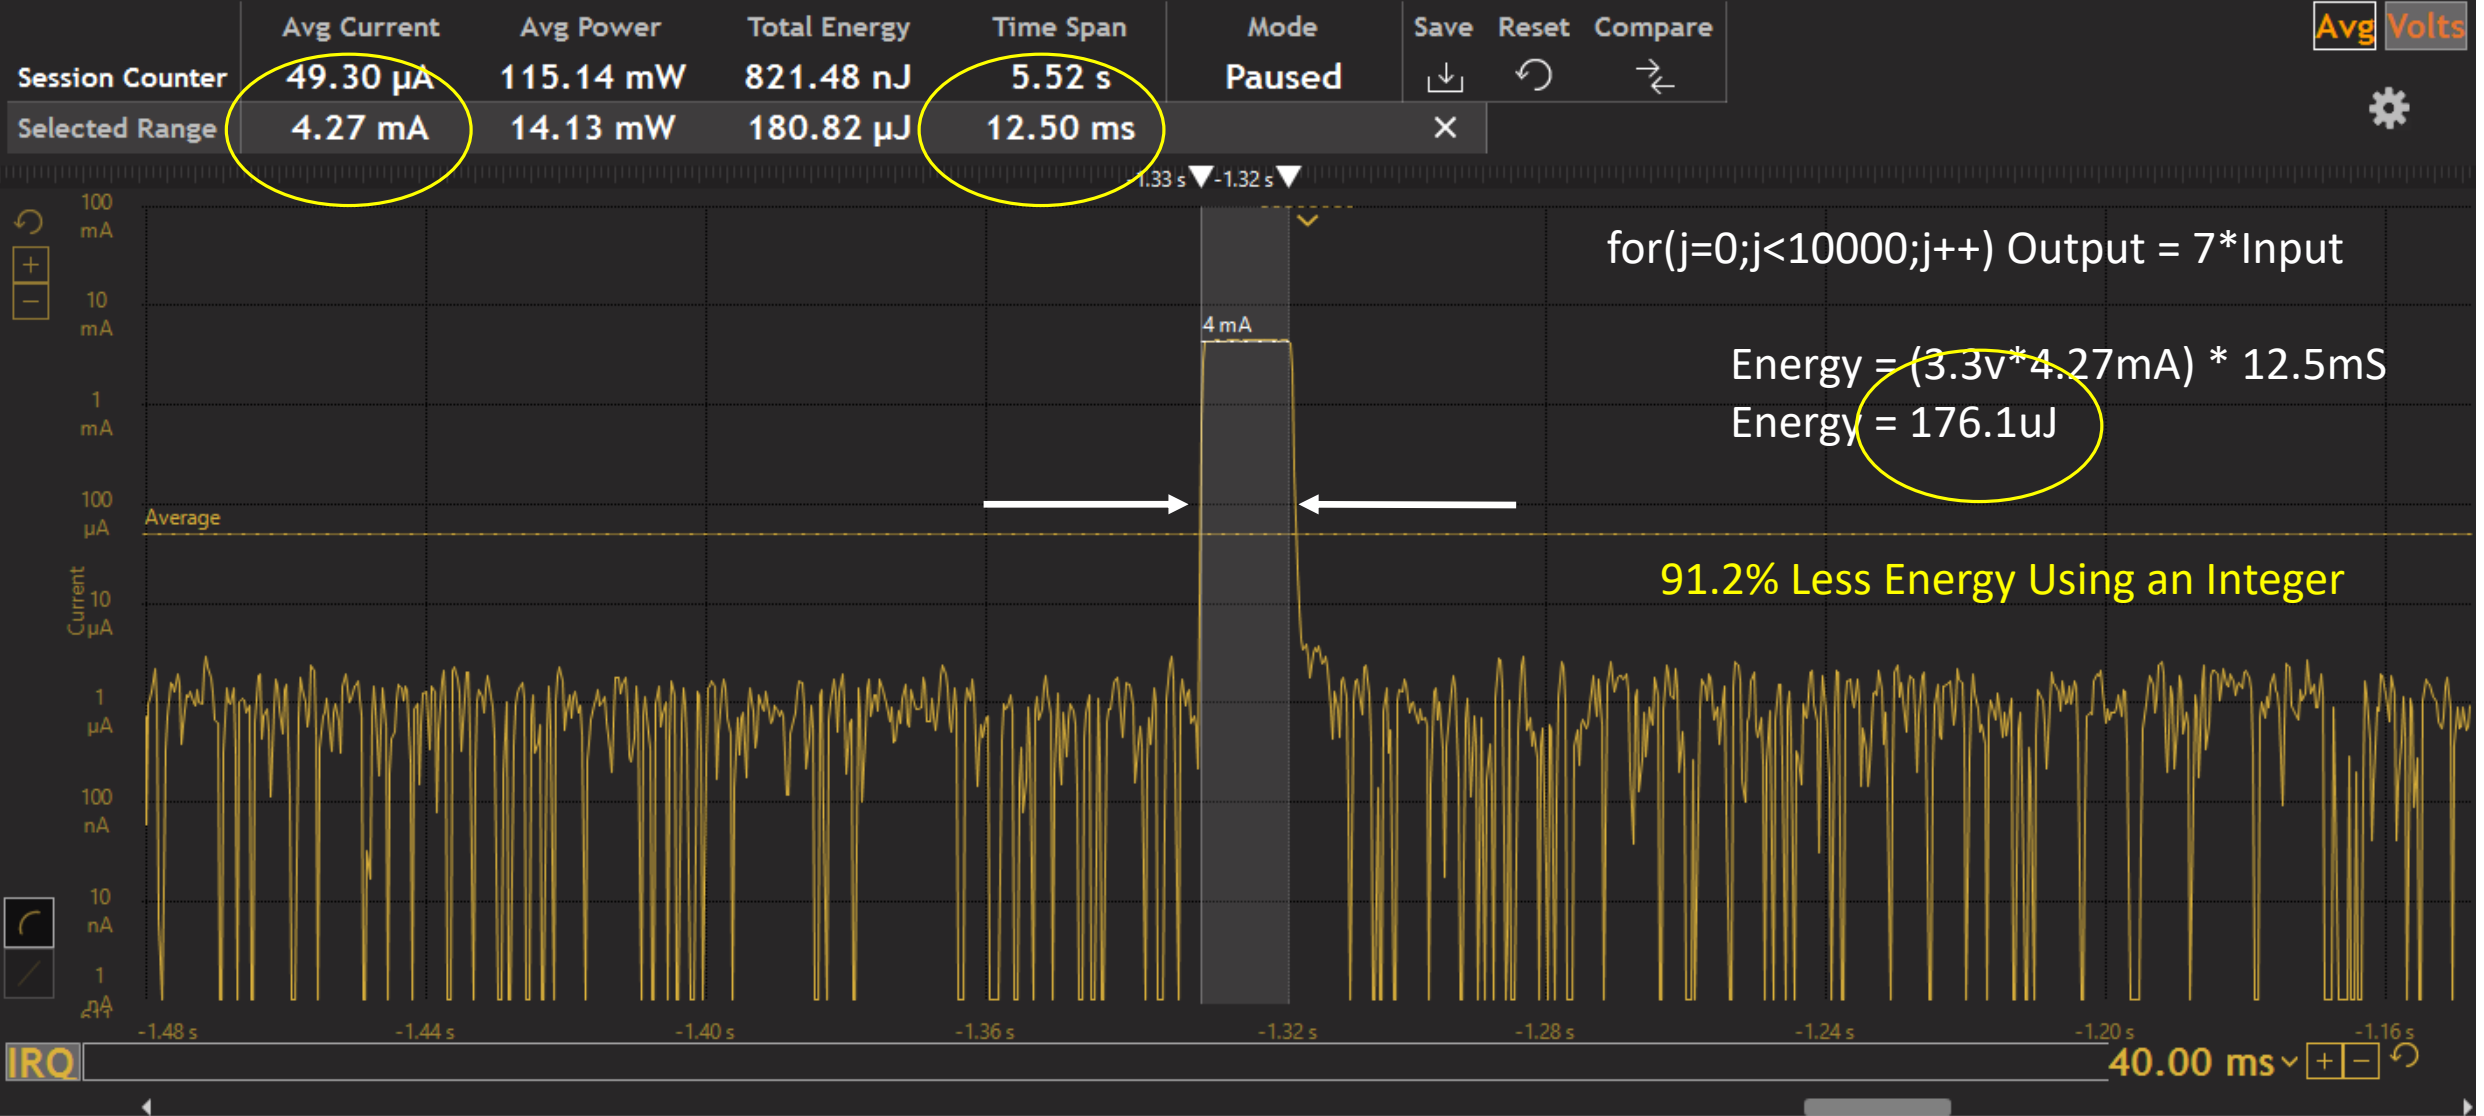 Avg Current Avg Power Total Energy Time Span Mode Save Reset Compare Avg Volts
Session Counter 49.30 µA 115.14 mW 821.48 nJ 5.52 s Paused
Selected Range 4.27 mA 14.13 mW 180.82 µJ 12.50 ms
-1.33 s -1.32 s
100
mA
for(j=0;j<10000;j++) Output = 7*Input
10
mA
4 mA
Energy = (3.3v*4.27mA) * 12.5mS
1
mA
Energy = 176.1uJ
100
µA
Average
91.2% Less Energy Using an Integer
Current
10
µA
1
µA
100
nA
10
nA
1
nA
-1.48 s -1.44 s -1.40 s -1.36 s -1.32 s -1.28 s -1.24 s -1.20 s -1.16 s
IRQ 40.00 ms